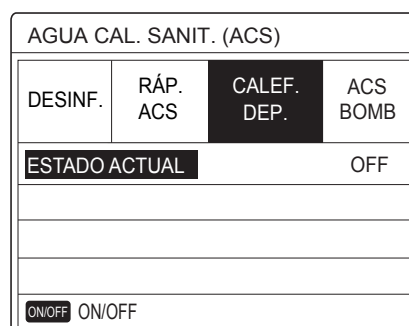 AGUA CAL. SANIT. (ACS)
DESINF.
RÁP.
ACS
CALEF.
DEP.
ACS
BOMB
ESTADO ACTUAL OFF
ON/OFF ON/OFF